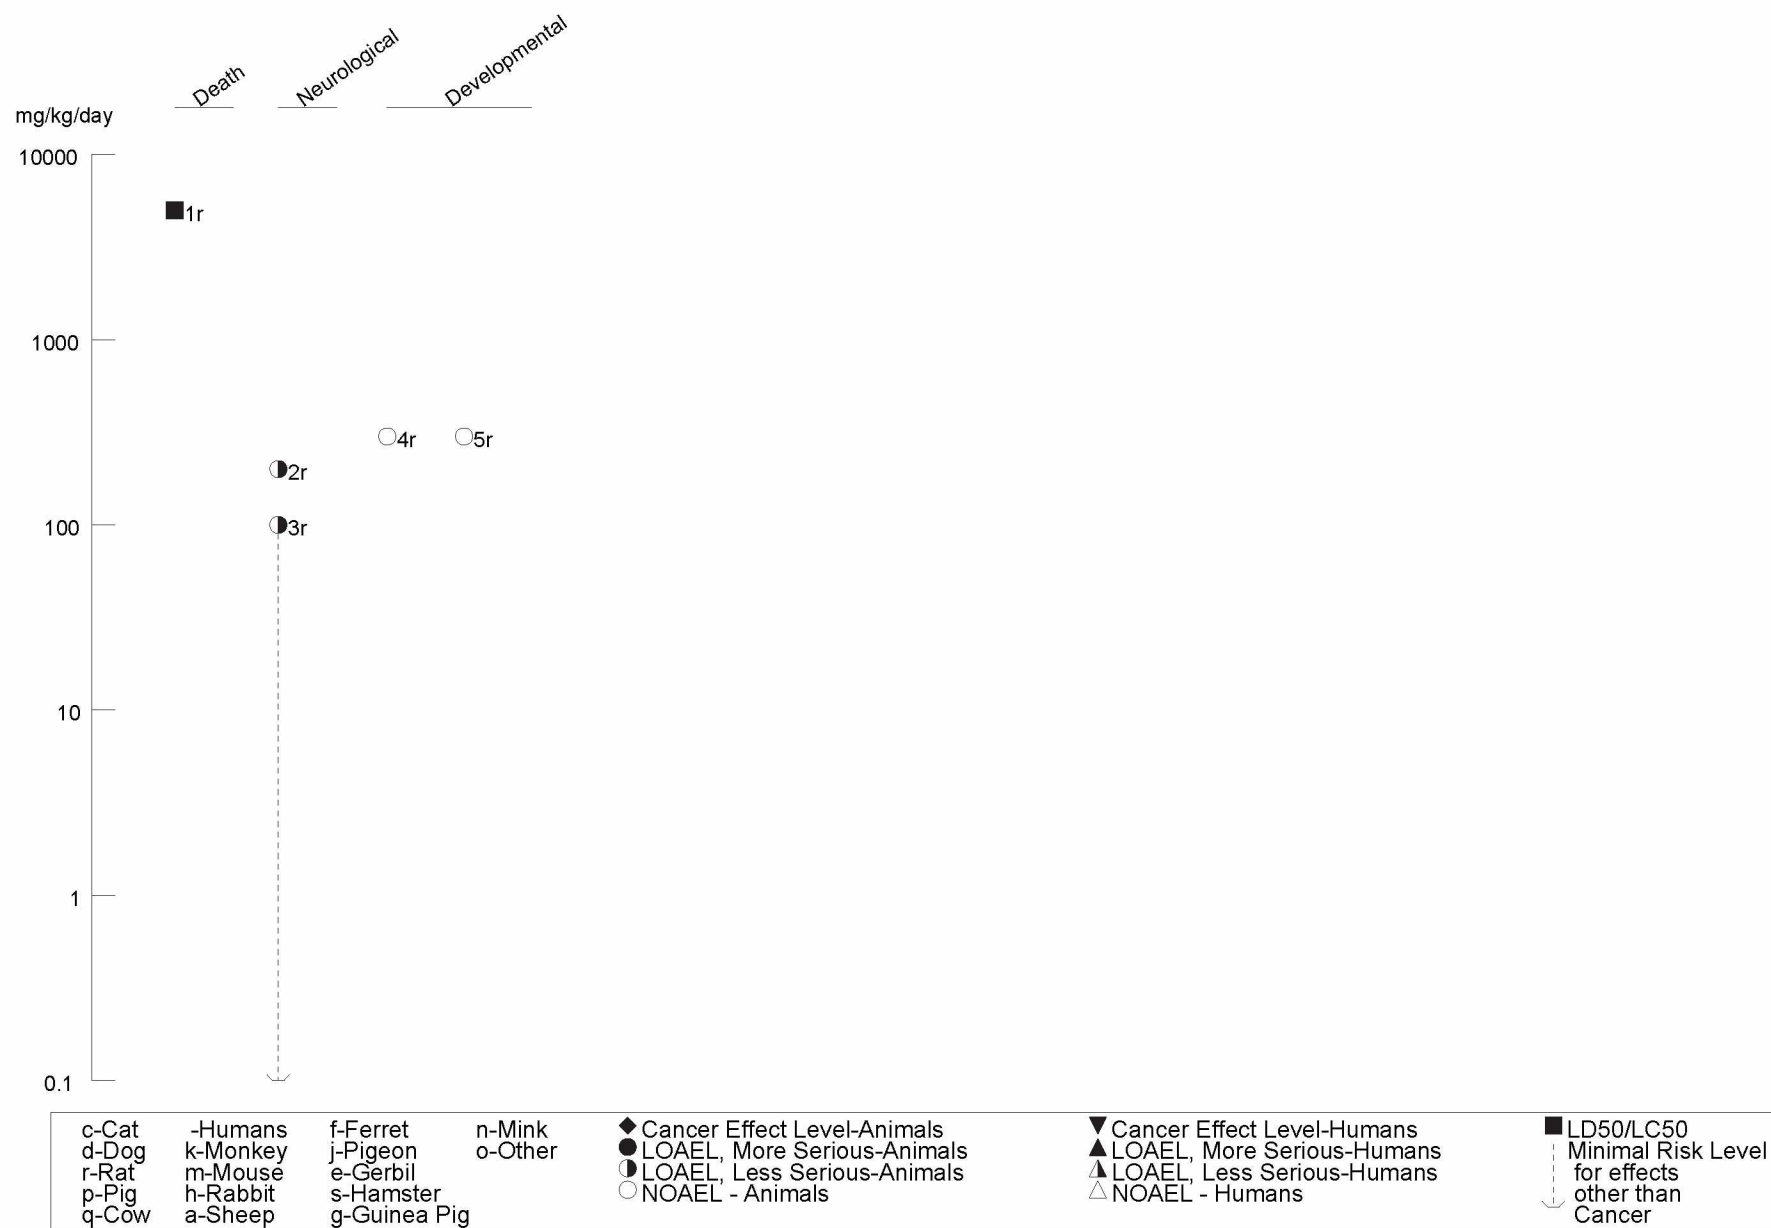 Death
Neurological
Developmental
mg/kg/day
10000
1r
1000
4r 5r
2r
100
3r
10
1
0.1
c-Cat -Humans f-Ferret n-Mink Cancer Effect Level-Animals Cancer Effect Level-Humans LD50/LC50
d-Dog k-Monkey j-Pigeon o-Other LOAEL, More Serious-Animals LOAEL, More Serious-Humans Minimal Risk Level
r-Rat m-Mouse e-Gerbil LOAEL, Less Serious-Animals LOAEL, Less Serious-Humans for effects
p-Pig h-Rabbit s-Hamster NOAEL - Animals NOAEL - Humans other than
q-Cow a-Sheep g-Guinea Pig Cancer